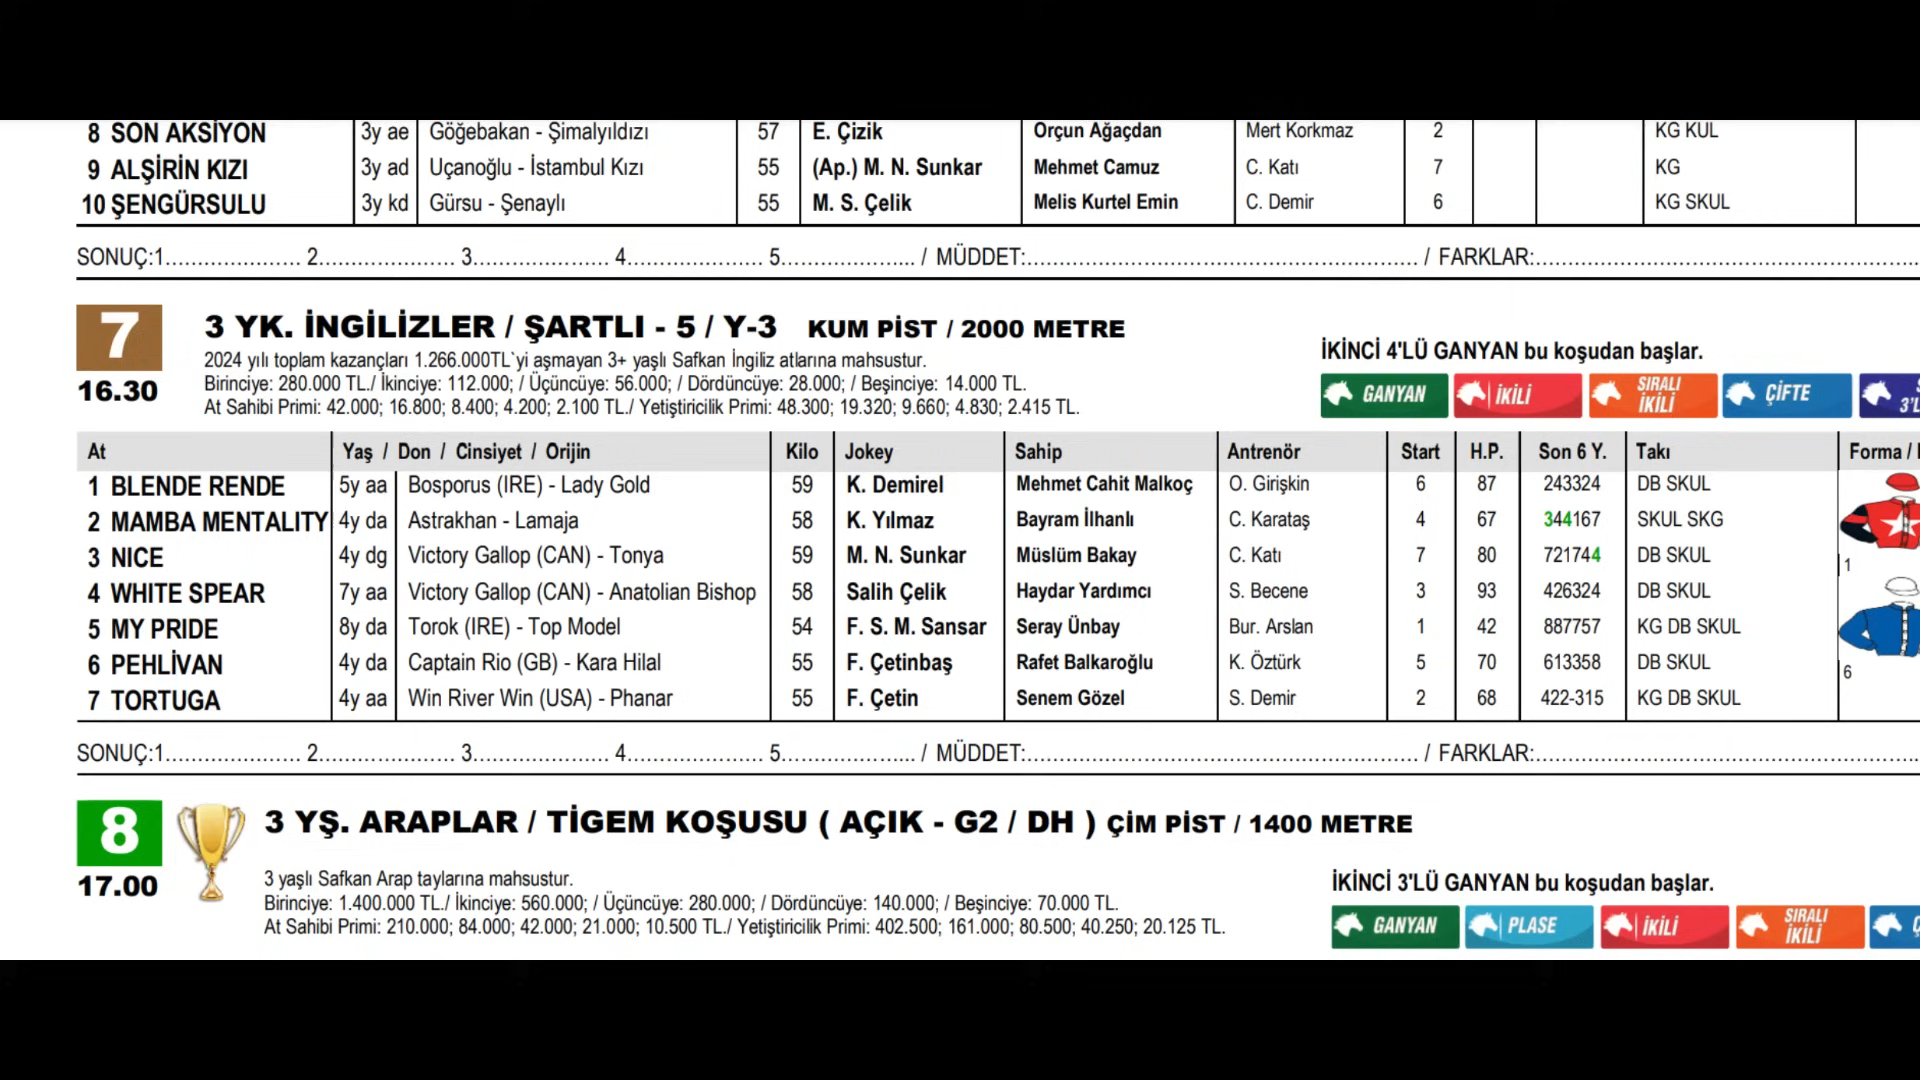 8 SON AKSİYON 3y ae Göğebakan - Şimalyıldızı 57 E. Çizik Orçun Ağaçdan Mert Korkmaz 2 KG KUL
9 ALŞİRİN KIZI 3y ad Uçanoğlu - İstambul Kızı 55 (Ap.) M. N. Sunkar Mehmet Camuz C. Katı 7 KG
10 ŞENGÜRSULU 3y kd Gürsu - Şenaylı 55 M. S. Çelik Melis Kurtel Emin C. Demir 6 KG SKUL
SONUÇ:1..................... 2..................... 3..................... 4..................... 5..................... / MÜDDET:............................................................. / FARKLAR:.............................................................
7 3 YK. İNGİLİZLER / ŞARTLI - 5 / Y-3 KUM PİST / 2000 METRE
16.30
2024 yılı toplam kazançları 1.266.000TL`yi aşmayan 3+ yaşlı Safkan İngiliz atlarına mahsustur.
Birinciye: 280.000 TL./ İkinciye: 112.000; / Üçüncüye: 56.000; / Dördüncüye: 28.000; / Beşinciye: 14.000 TL.
At Sahibi Primi: 42.000; 16.800; 8.400; 4.200; 2.100 TL./ Yetiştiricilik Primi: 48.300; 19.320; 9.660; 4.830; 2.415 TL.
İKİNCİ 4'LÜ GANYAN bu koşudan başlar.
GANYAN İKİLİ SIRALI İKİLİ ÇİFTE 3'L
At Yaş / Don / Cinsiyet / Orijin Kilo Jokey Sahip Antrenör Start H.P. Son 6 Y. Takı Forma /
1 BLENDE RENDE 5y aa Bosporus (IRE) - Lady Gold 59 K. Demirel Mehmet Cahit Malkoç O. Girişkin 6 87 243324 DB SKUL
2 MAMBA MENTALITY 4y da Astrakhan - Lamaja 58 K. Yılmaz Bayram İlhanlı C. Karataş 4 67 344167 SKUL SKG
3 NICE 4y dg Victory Gallop (CAN) - Tonya 59 M. N. Sunkar Müslüm Bakay C. Katı 7 80 721744 DB SKUL
1
4 WHITE SPEAR 7y aa Victory Gallop (CAN) - Anatolian Bishop 58 Salih Çelik Haydar Yardımcı S. Becene 3 93 426324 DB SKUL
5 MY PRIDE 8y da Torok (IRE) - Top Model 54 F. S. M. Sansar Seray Ünbay Bur. Arslan 1 42 887757 KG DB SKUL
6 PEHLİVAN 4y da Captain Rio (GB) - Kara Hilal 55 F. Çetinbaş Rafet Balkaroğlu K. Öztürk 5 70 613358 DB SKUL
6
7 TORTUGA 4y aa Win River Win (USA) - Phanar 55 F. Çetin Senem Gözel S. Demir 2 68 422-315 KG DB SKUL
SONUÇ:1..................... 2..................... 3..................... 4..................... 5..................... / MÜDDET:............................................................. / FARKLAR:.............................................................
8 3 YŞ. ARAPLAR / TİGEM KOŞUSU ( AÇIK - G2 / DH ) ÇİM PİST / 1400 METRE
17.00
3 yaşlı Safkan Arap taylarına mahsustur.
Birinciye: 1.400.000 TL./ İkinciye: 560.000; / Üçüncüye: 280.000; / Dördüncüye: 140.000; / Beşinciye: 70.000 TL.
At Sahibi Primi: 210.000; 84.000; 42.000; 21.000; 10.500 TL./ Yetiştiricilik Primi: 402.500; 161.000; 80.500; 40.250; 20.125 TL.
İKİNCİ 3'LÜ GANYAN bu koşudan başlar.
GANYAN PLASE İKİLİ SIRALI İKİLİ Ç